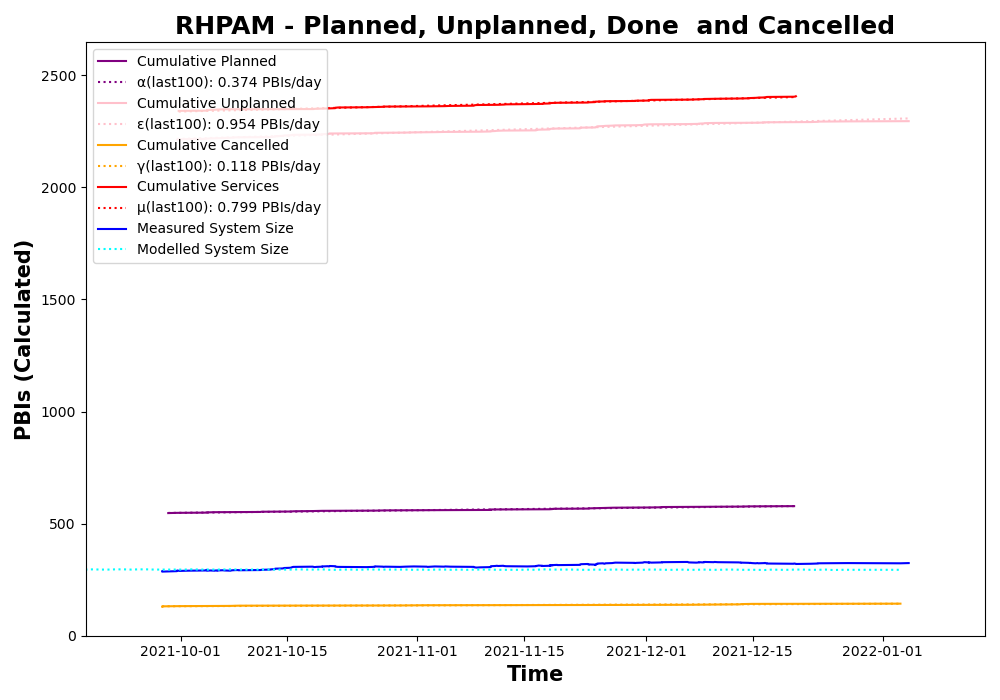 RHPAM - Planned, Unplanned, Done  and Cancelled
Cumulative Planned
α(last100): 0.374 PBIs/day
Cumulative Unplanned
ε(last100): 0.954 PBIs/day
Cumulative Cancelled
γ(last100): 0.118 PBIs/day
Cumulative Services
μ(last100): 0.799 PBIs/day
Measured System Size
Modelled System Size
PBIs (Calculated)
2500
2000
1500
1000
500
0
2021-10-01 2021-10-15 2021-11-01 2021-11-15 2021-12-01 2021-12-15 2022-01-01
Time